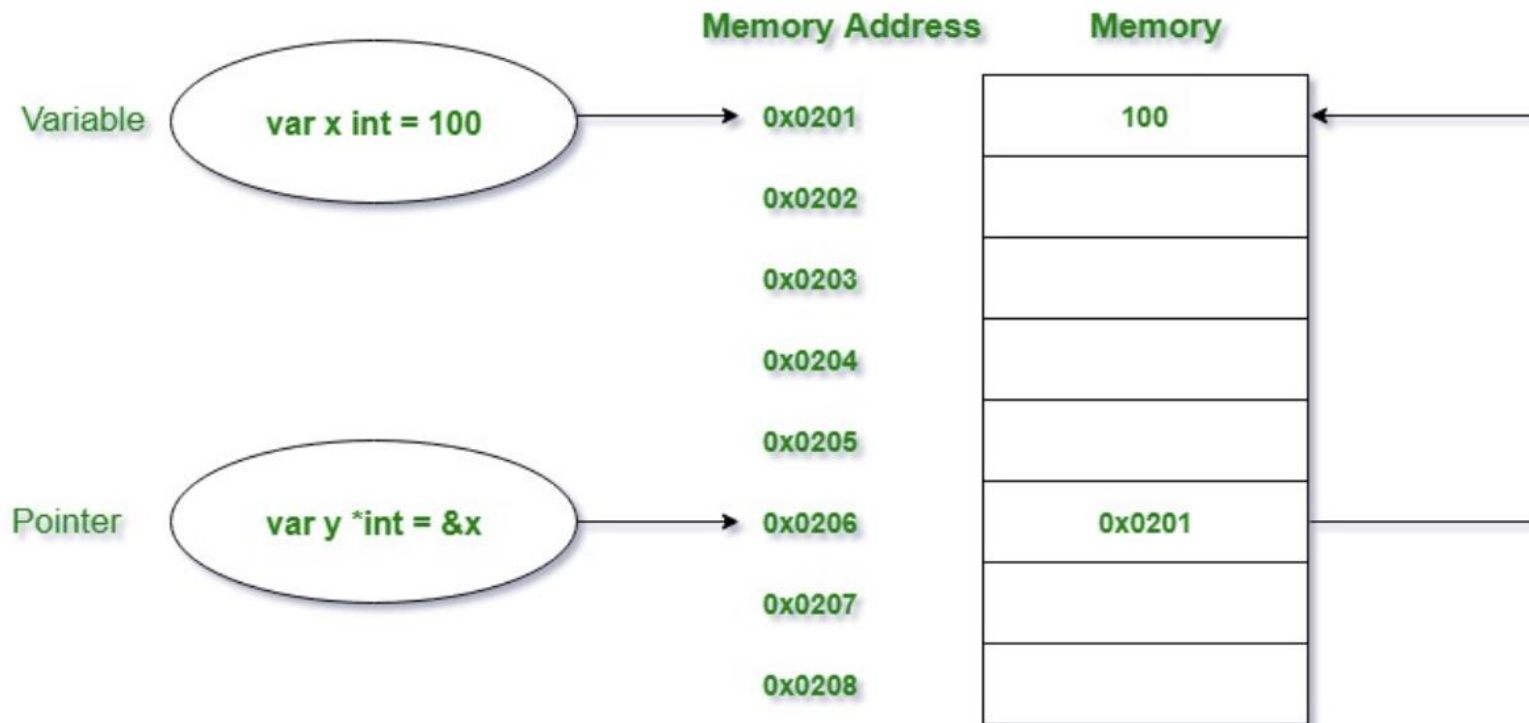 Memory Address Memory
Variable var x int = 100 0x0201 100
0x0202
0x0203
0x0204
0x0205
Pointer var y *int = &x 0x0206 0x0201
0x0207
0x0208